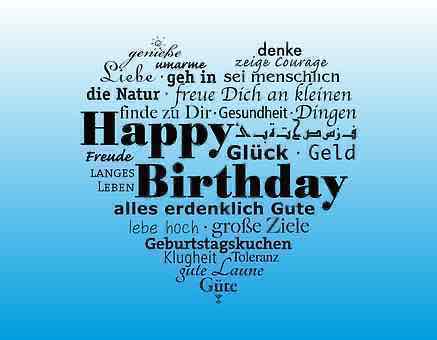 genieße
denke
umarme
zeige Courage
Liebe · geh in sei menschlich
die Natur · freue Dich an kleinen
finde zu Dir · Gesundheit · Dingen
Happy
Freude
Glück · Geld
LANGES
LEBEN
Birthday
alles erdenklich Gute
lebe hoch · große Ziele
Geburtstagskuchen
Klugheit · Toleranz
gute Laune
Güte